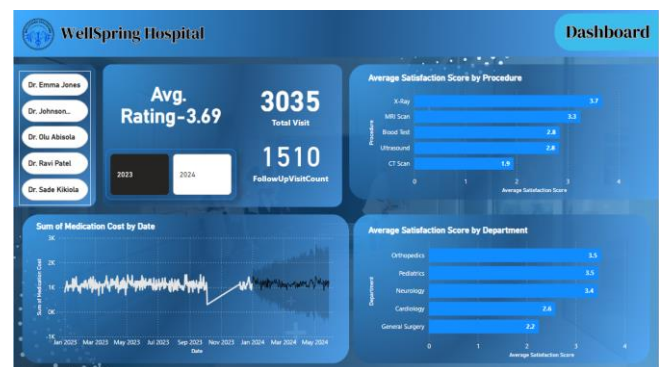 WellSpring Hospital
Dashboard
Dr. Emma Jones
Dr. Johnson...
Dr. Olu Abisola
Dr. Ravi Patel
Dr. Sade Kikiola
Avg.
Rating-3.69
3035
Total Visit
2023
2024
1510
FollowUpVisitCount
Average Satisfaction Score by Procedure
Procedure
X-Ray 3.7
MRI Scan 3.3
Blood Test 2.8
Ultrasound 2.8
CT Scan 1.9
0 1 2 3 4
Average Satisfaction Score
Sum of Medication Cost by Date
Sum of Medication Cost
3K
2K
1K
0K
-1K
Jan 2023 Mar 2023 May 2023 Jul 2023 Sep 2023 Nov 2023 Jan 2024 Mar 2024 May 2024
Date
Average Satisfaction Score by Department
Department
Orthopedics 3.5
Pediatrics 3.5
Neurology 3.4
Cardiology 2.6
General Surgery 2.2
0 1 2 3 4
Average Satisfaction Score